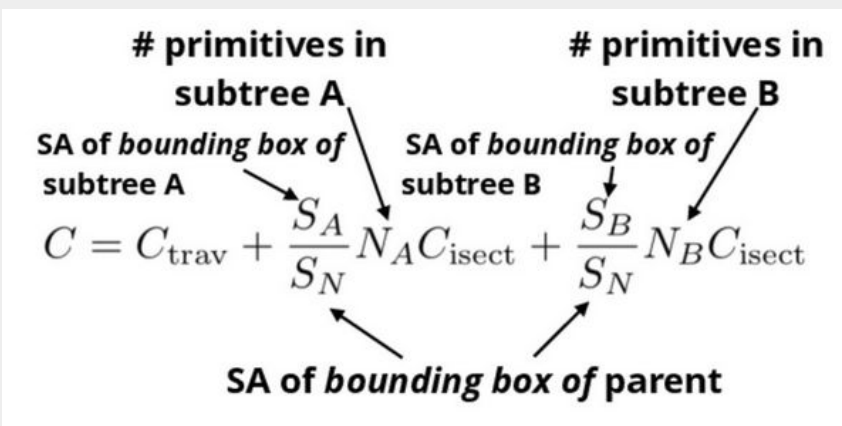 # primitives in
subtree A
# primitives in
subtree B
SA of bounding box of
subtree A
SA of bounding box of
subtree B
C = C_trav + S_A/S_N N_A C_isect + S_B/S_N N_B C_isect
SA of bounding box of parent